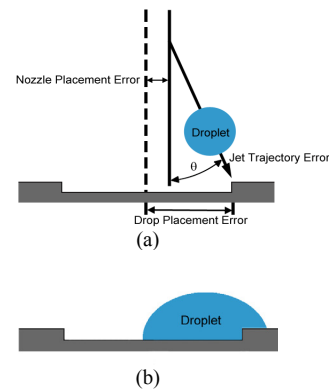 Nozzle Placement Error
Droplet
Jet Trajectory Error
θ
Drop Placement Error
(a)
Droplet
(b)